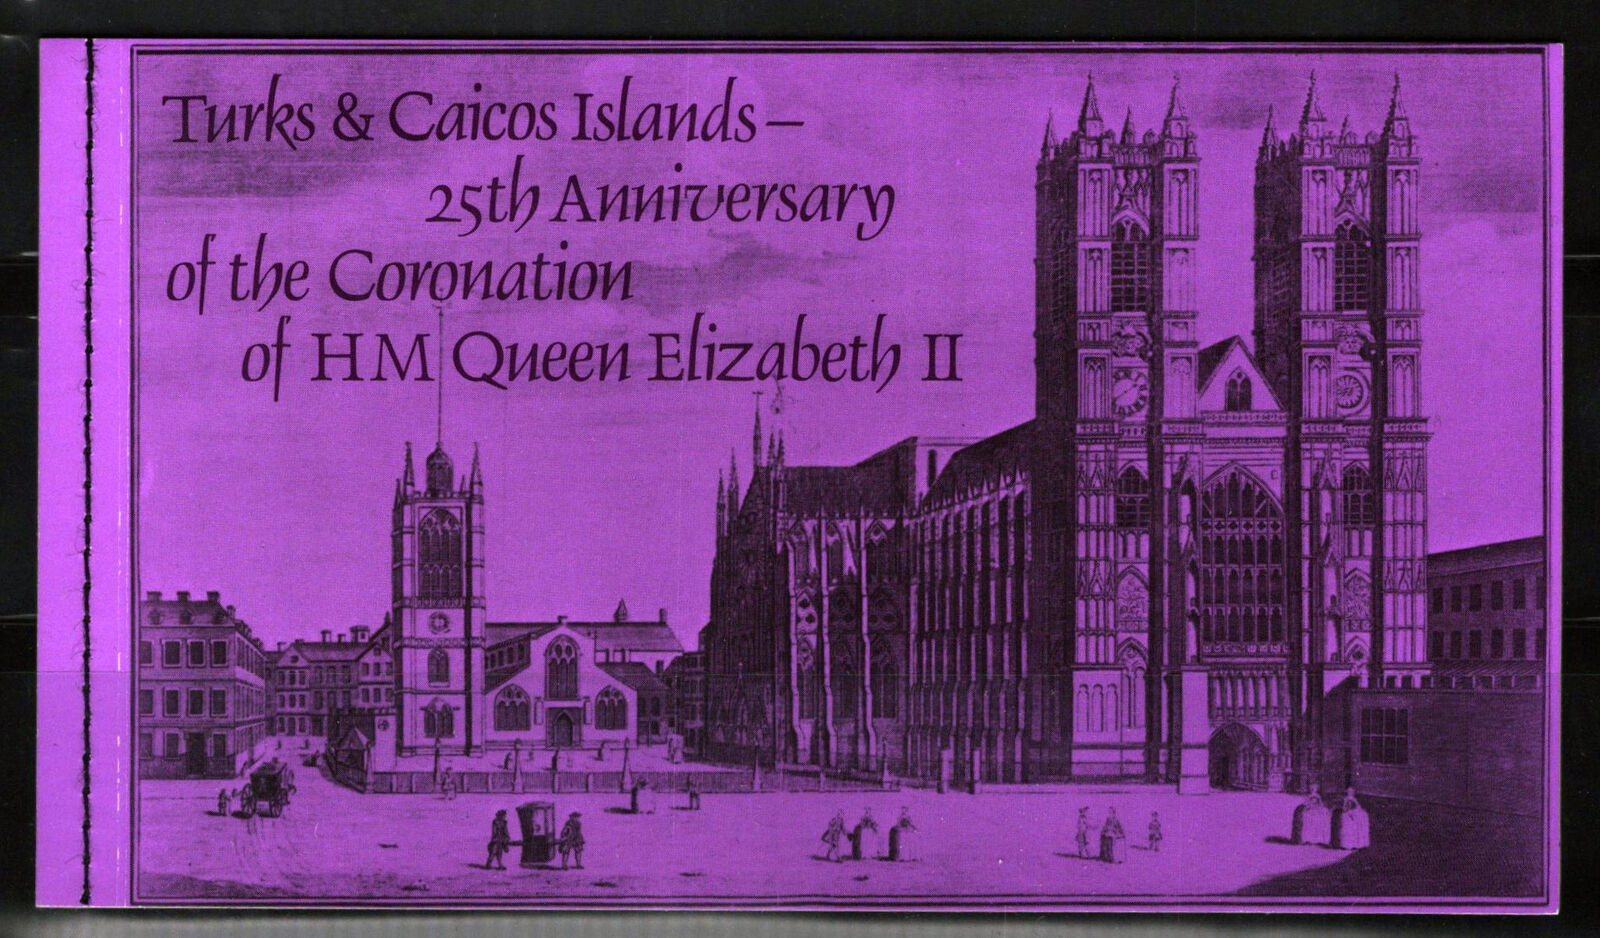 Turks & Caicos Islands –
25th Anniversary
of the Coronation
of HM Queen Elizabeth II